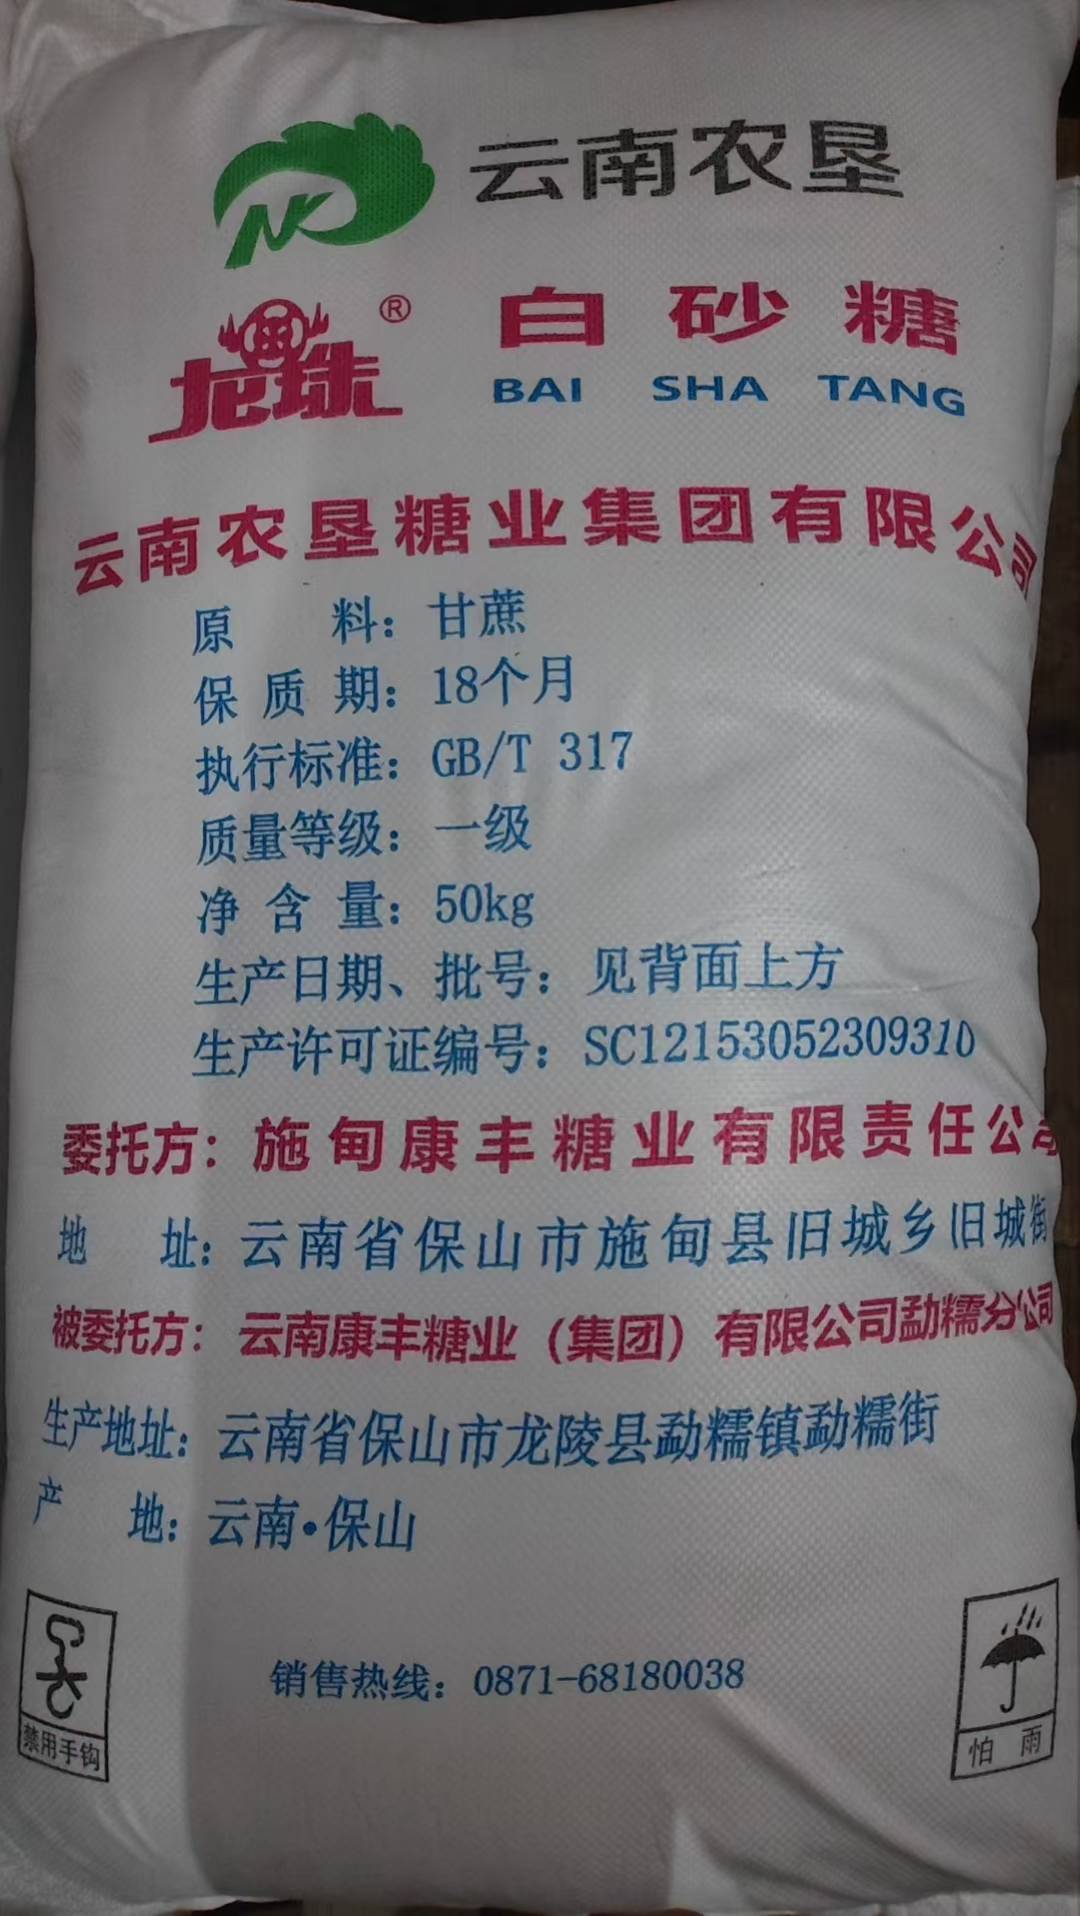 云南农垦
NK
龙珠®
白砂糖
BAI SHA TANG
云南农垦糖业集团有限公司
原 料：甘蔗
保质期：18个月
执行标准：GB/T 317
质量等级：一级
净含量：50kg
生产日期、批号：见背面上方
生产许可证编号：SC12153052309310
委托方：施甸康丰糖业有限责任公司
地 址：云南省保山市施甸县旧城乡旧城街
被委托方：云南康丰糖业（集团）有限公司勐糯分公司
生产地址：云南省保山市龙陵县勐糯镇勐糯街
产 地：云南·保山
销售热线：0871-68180038
禁用手钩
怕 雨